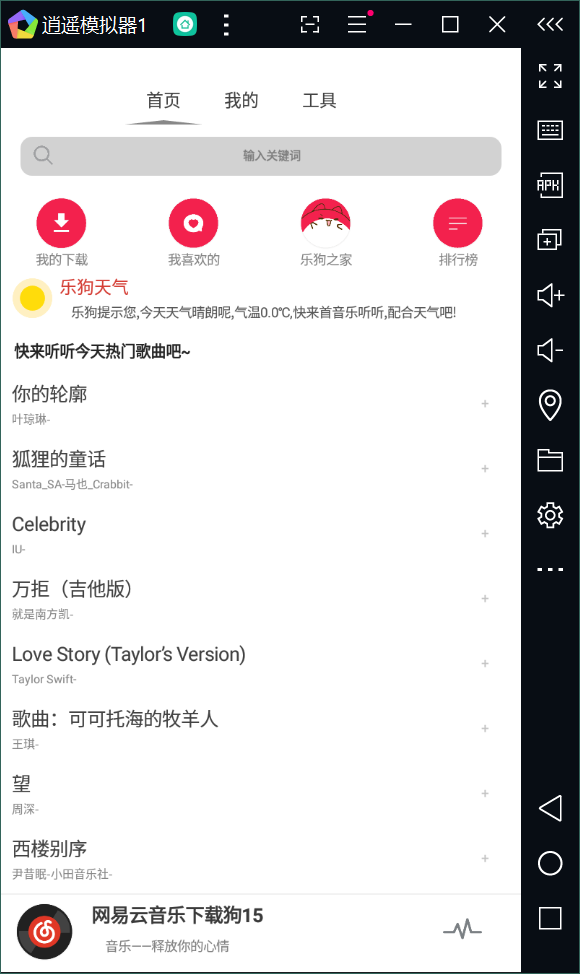 逍遥模拟器1
首页 我的 工具
输入关键词
我的下载 我喜欢的 乐狗之家 排行榜
乐狗天气
乐狗提示您,今天天气晴朗呢,气温0.0℃,快来首音乐听听,配合天气吧!
快来听听今天热门歌曲吧~
你的轮廓
叶琼琳-
狐狸的童话
Santa_SA-马也_Crabbit-
Celebrity
IU-
万拒（吉他版）
就是南方凯-
Love Story (Taylor’s Version)
Taylor Swift-
歌曲：可可托海的牧羊人
王琪-
望
周深-
西楼别序
尹昔眠-小田音乐社-
网易云音乐下载狗15
音乐——释放你的心情
APK